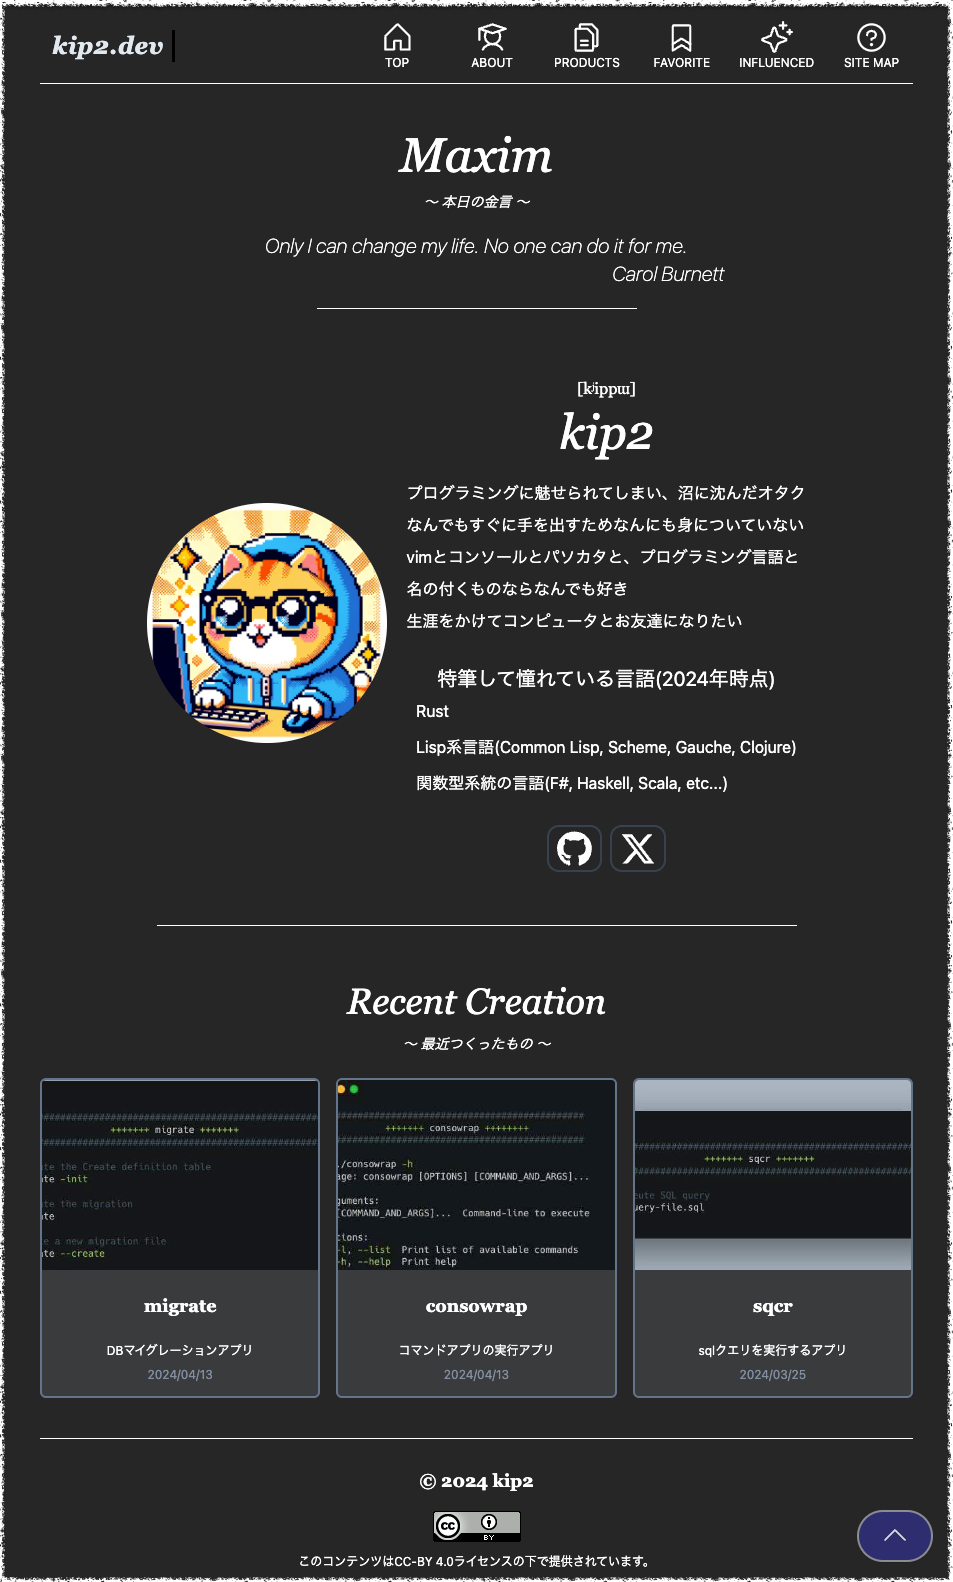 kip2.dev
TOP ABOUT PRODUCTS FAVORITE INFLUENCED SITE MAP
Maxim
〜 本日の金言 〜
Only I can change my life. No one can do it for me.
Carol Burnett
[kʲippɯ]
kip2
プログラミングに魅せられてしまい、沼に沈んだオタク
なんでもすぐに手を出すためなんにも身についていない
vimとコンソールとパソカタと、プログラミング言語と
名の付くものならなんでも好き
生涯をかけてコンピュータとお友達になりたい
特筆して憧れている言語(2024年時点)
Rust
Lisp系言語(Common Lisp, Scheme, Gauche, Clojure)
関数型系統の言語(F#, Haskell, Scala, etc...)
Recent Creation
〜 最近つくったもの 〜
+++++++ migrate +++++++
ate the Create definition table
ate -init
ate the migration
ate
e a new migration file
ate --create
migrate
DBマイグレーションアプリ
2024/04/13
+++++++ consowrap ++++++++
./consowrap -h
age: consowrap [OPTIONS] [COMMAND_AND_ARGS]...
guments:
[COMMAND_AND_ARGS]... Command-line to execute
tions:
-l, --list Print list of available commands
-h, --help Print help
consowrap
コマンドアプリの実行アプリ
2024/04/13
+++++++ sqcr +++++++
cute SQL query
uery-file.sql
sqcr
sqlクエリを実行するアプリ
2024/03/25
© 2024 kip2
cc BY
このコンテンツはCC-BY 4.0ライセンスの下で提供されています。